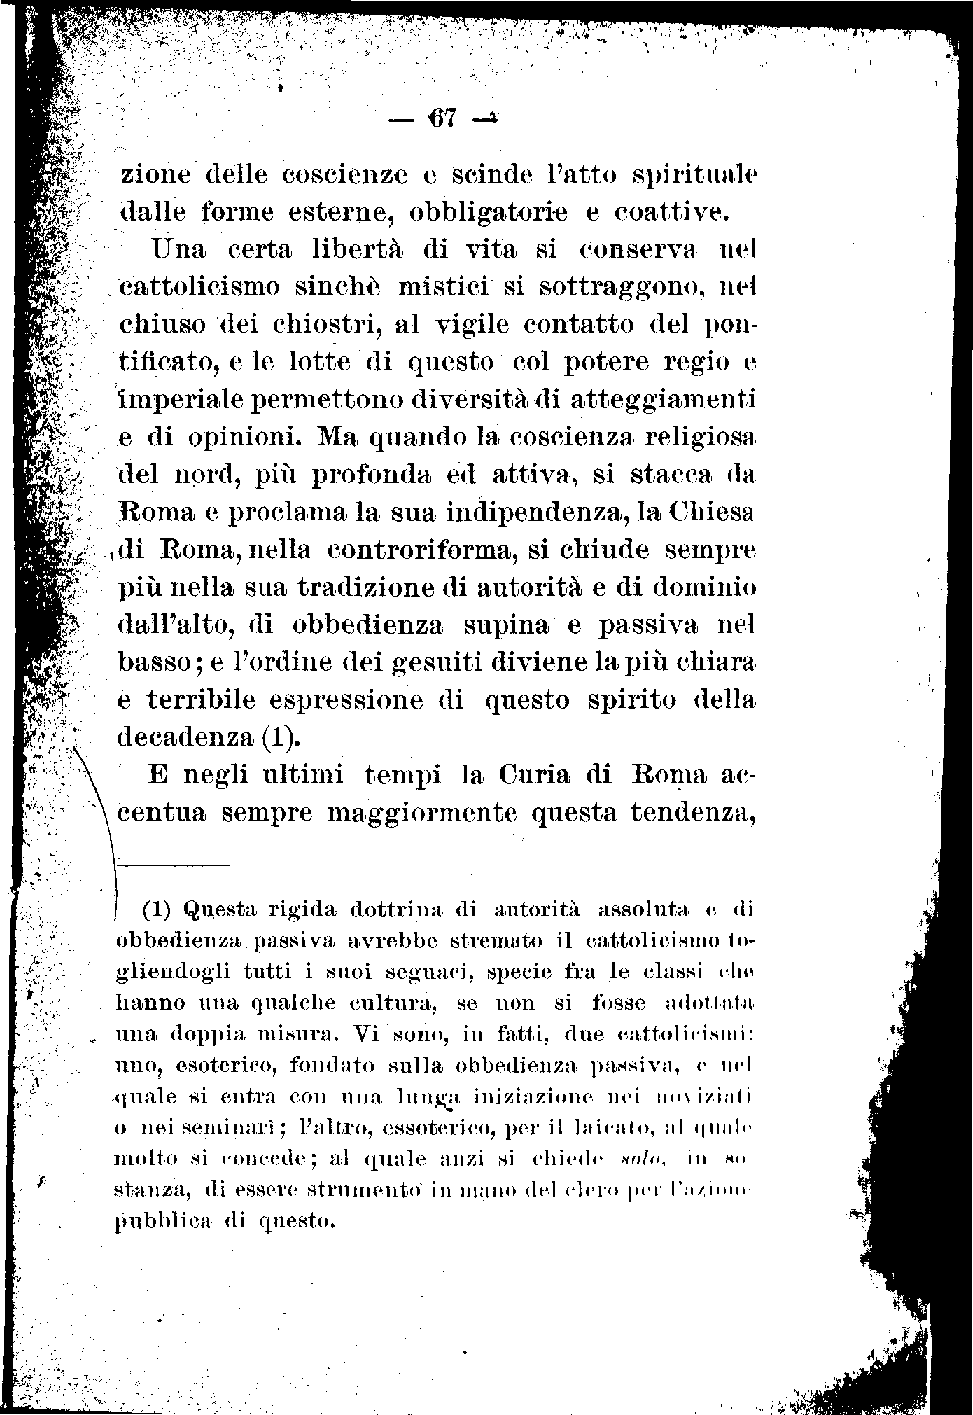 — 67 —
zione delle coscienze e scinde l'atto spirituale
dalle forme esterne, obbligatorie e coattive.
Una certa libertà di vita si conserva nel
cattolicismo sinchè mistici si sottraggono, nel
chiuso dei chiostri, al vigile contatto del pon-
tificato, e le lotte di questo col potere regio e
imperiale permettono diversità di atteggiamenti
e di opinioni. Ma quando la coscienza religiosa
del nord, più profonda ed attiva, si stacca da
Roma e proclama la sua indipendenza, la Chiesa
di Roma, nella controriforma, si chiude sempre
più nella sua tradizione di autorità e di dominio
dall'alto, di obbedienza supina e passiva nel
basso; e l'ordine dei gesuiti diviene la più chiara
e terribile espressione di questo spirito della
decadenza (1).
E negli ultimi tempi la Curia di Roma ac-
centua sempre maggiormente questa tendenza,
(1) Questa rigida dottrina di autorità assoluta e di
obbedienza passiva avrebbe stremato il cattolicismo to-
gliendogli tutti i suoi seguaci, specie fra le classi che
hanno una qualche cultura, se non si fosse adottata
una doppia misura. Vi sono, in fatti, due cattolicismi:
uno, esoterico, fondato sulla obbedienza passiva, e nel
quale si entra con una lunga iniziazione nei noviziati
o nei seminarî; l'altro, essoterico, per il laicato, al quale
molto si concede; al quale anzi si chiede solo, in so
stanza, di essere strumento in mano del clero per l'azione
pubblica di questo.